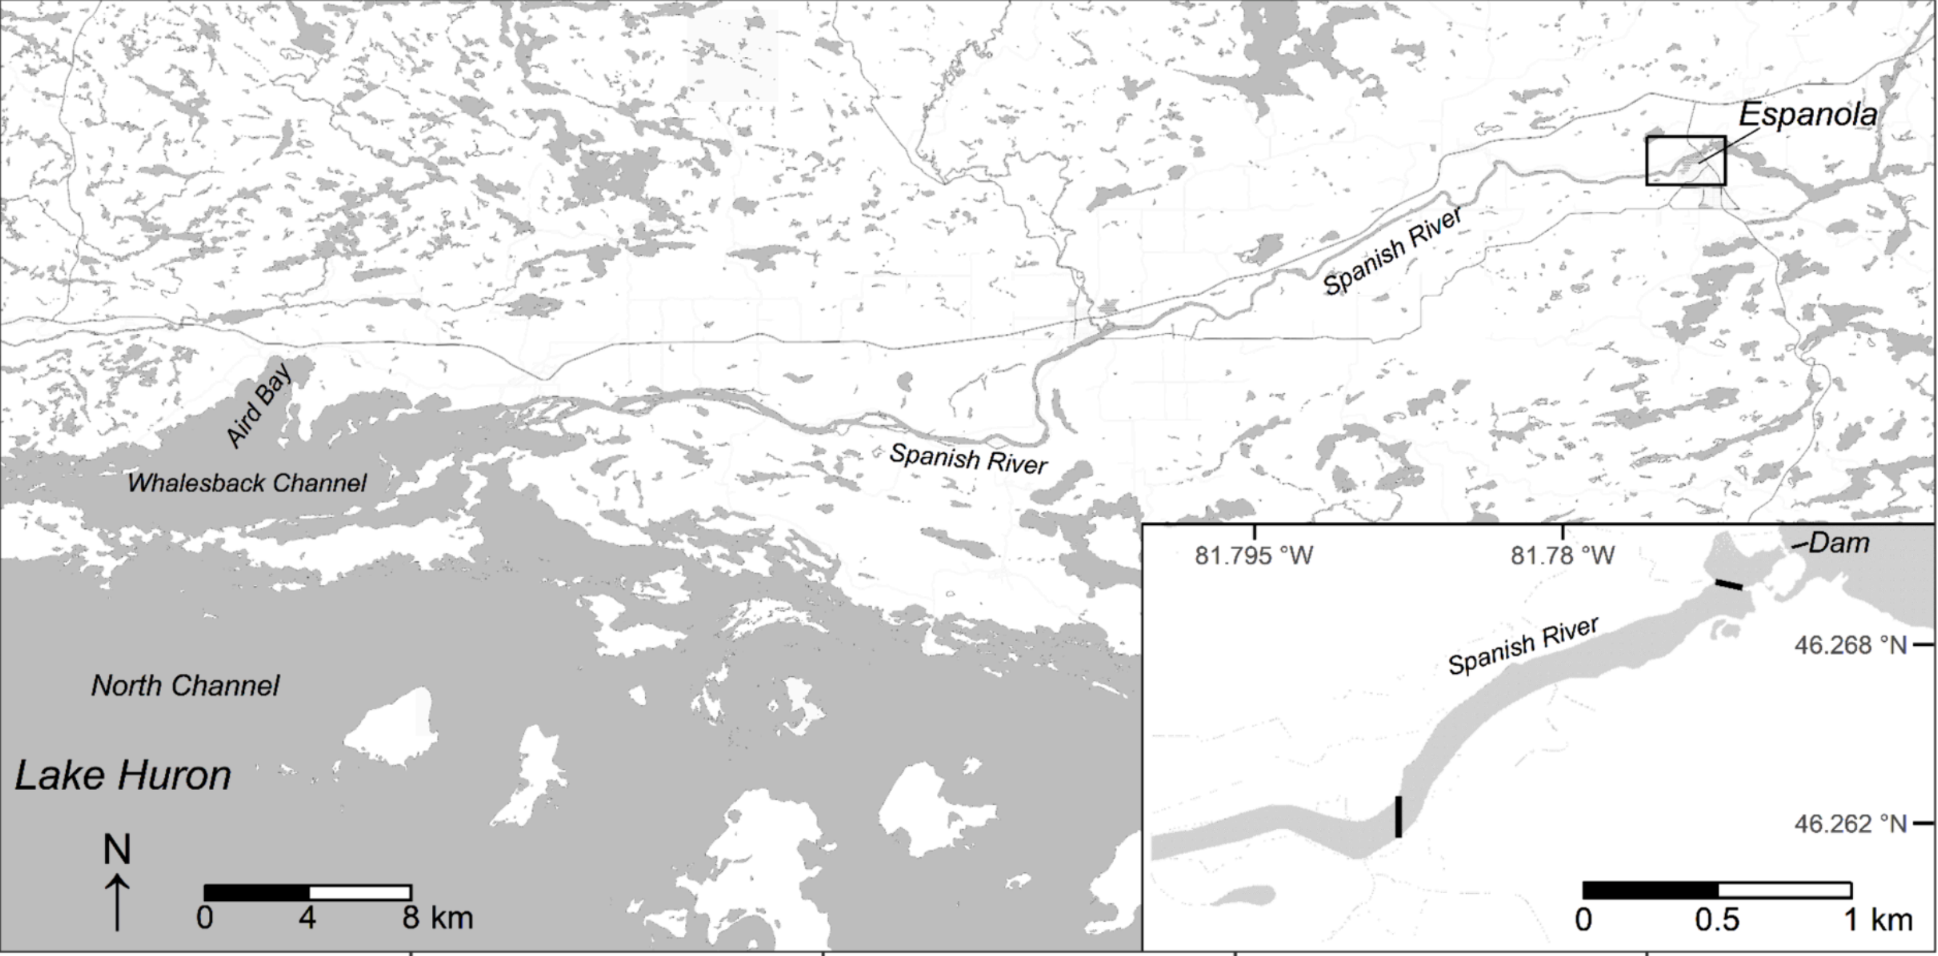 Espanola
Spanish River
Aird Bay
Spanish River
Whalesback Channel
North Channel
Lake Huron
N
0 4 8 km
81.795 °W 81.78 °W
Dam
Spanish River
46.268 °N
46.262 °N
0 0.5 1 km